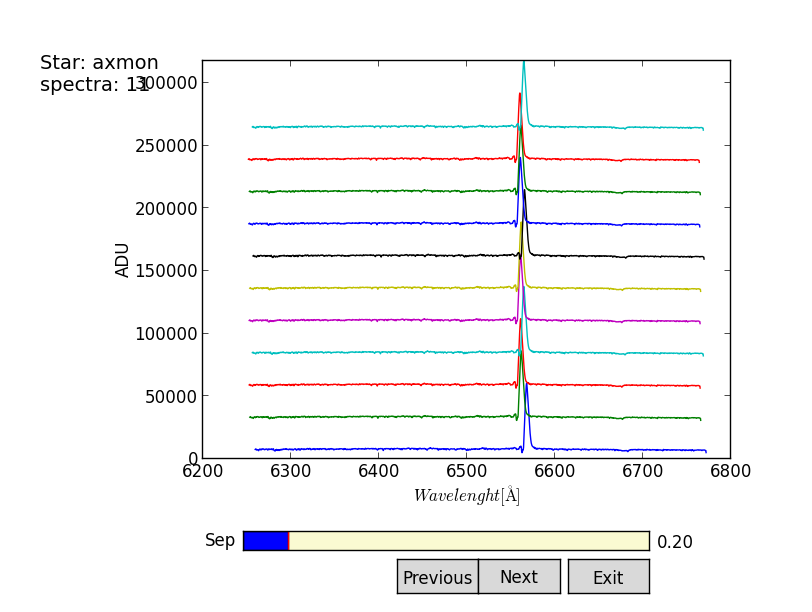 Star: axmon
spectra: 11
300000
250000
200000
150000
100000
50000
0
ADU
6200 6300 6400 6500 6600 6700 6800
Wavelenght[Å]
Sep 0.20
Previous Next Exit